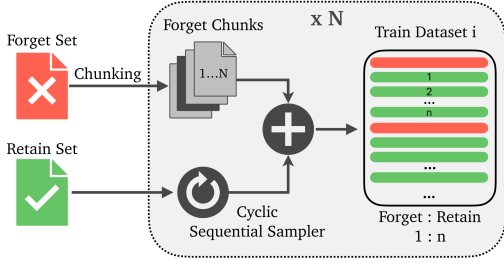 x N
Forget Chunks
Train Dataset i
Forget Set
Chunking
1...N
1
2
...
n
Retain Set
...
...
Cyclic
Sequential Sampler
Forget : Retain
1 : n